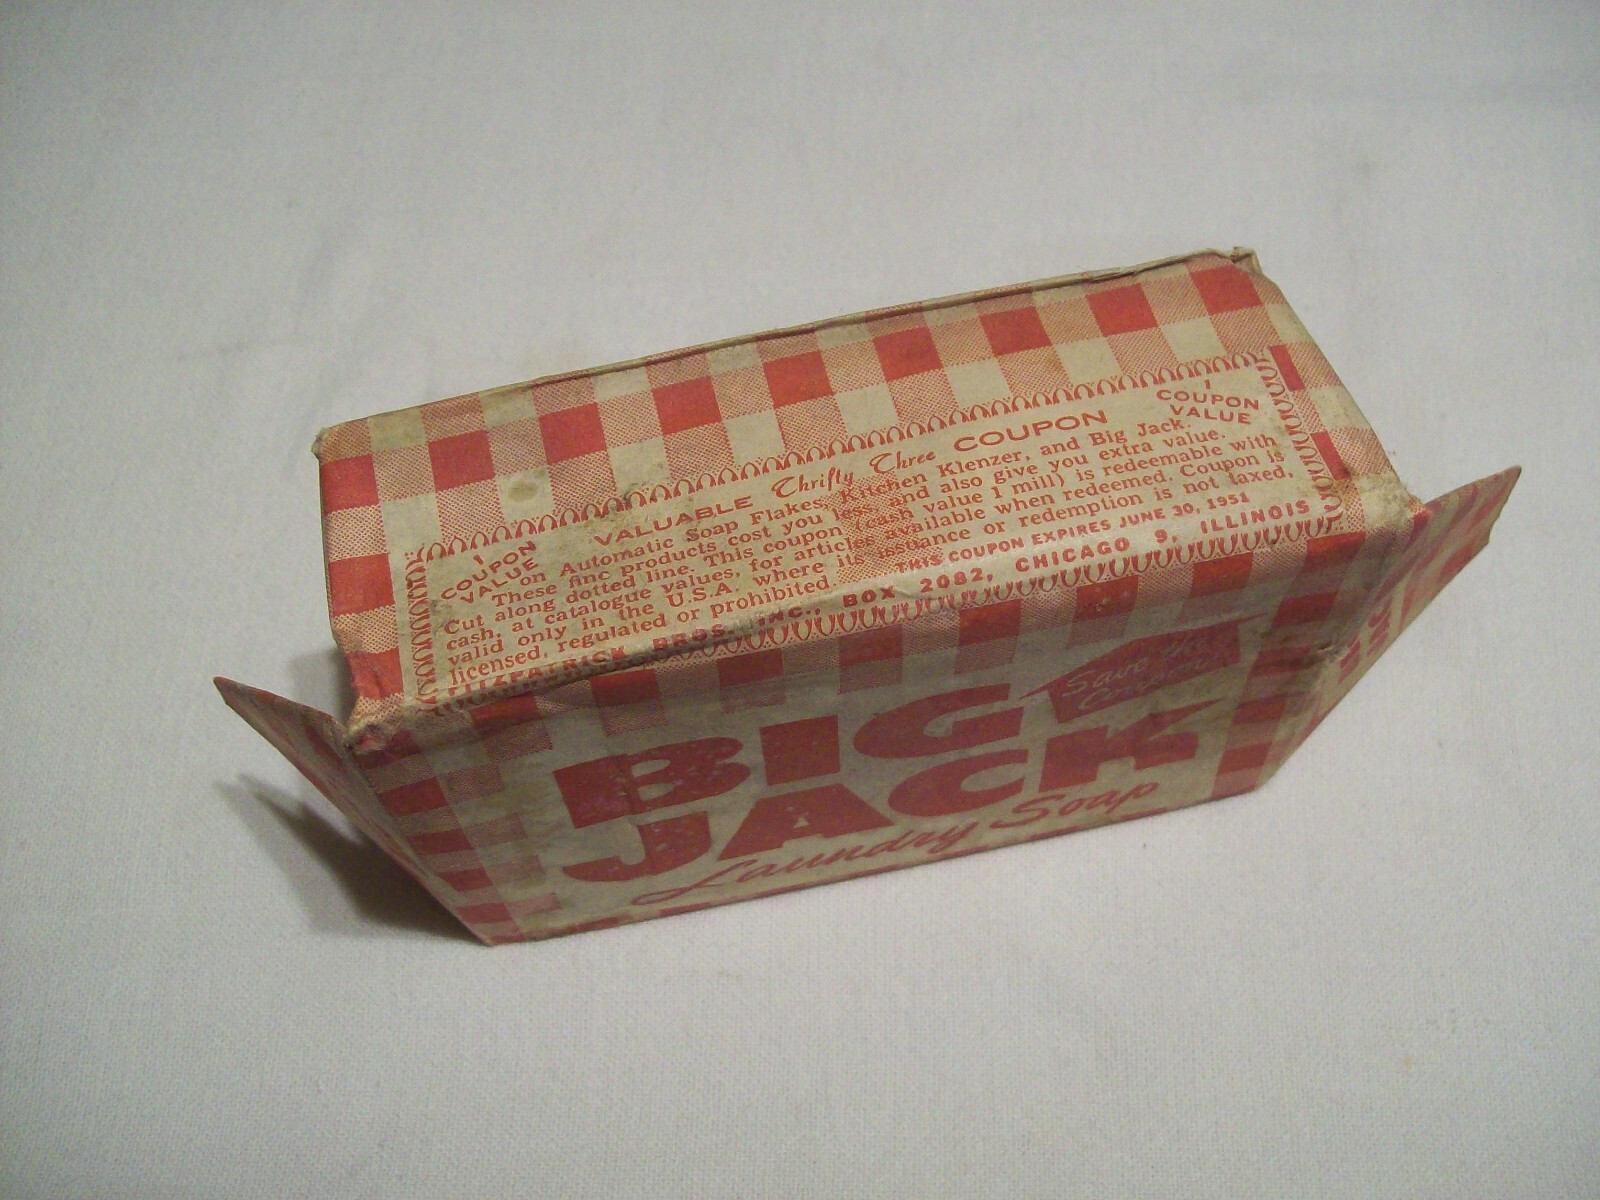 1
COUPON
VALUE
VALUABLE Thrifty Three COUPON
1
COUPON
VALUE
on Automatic Soap Flakes, Kitchen Klenzer, and Big Jack.
These fine products cost you less and also give you extra value.
Cut along dotted line. This coupon (cash value 1 mill) is redeemable with
cash, at catalogue values, for articles available when redeemed. Coupon is
valid only in the U.S.A. where its issuance or redemption is not taxed,
licensed, regulated or prohibited. THIS COUPON EXPIRES JUNE 30, 1951
FITZPATRICK BROS. INC., BOX 2082, CHICAGO 9, ILLINOIS
Save the
Coupon
BIG
JACK
Laundry Soap